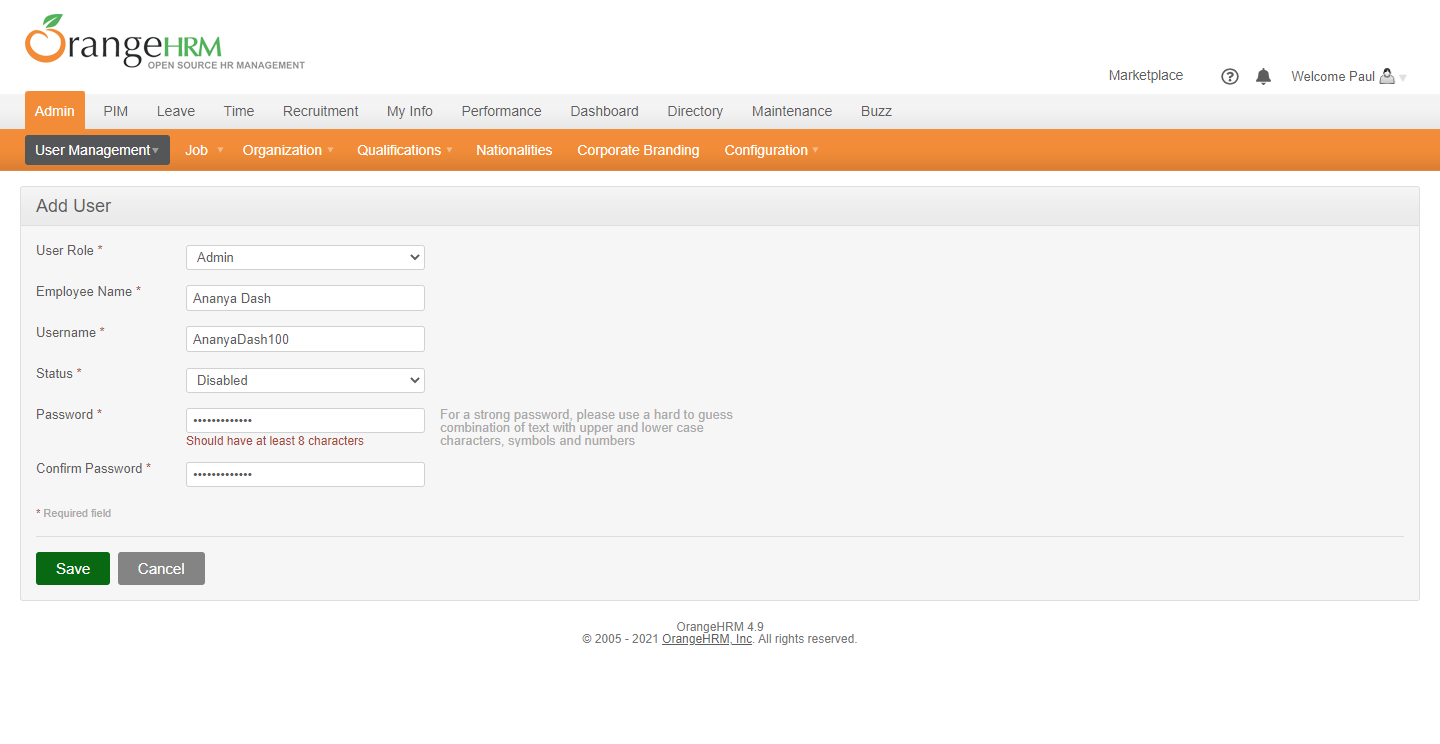 OrangeHRM
OPEN SOURCE HR MANAGEMENT
Marketplace
? Welcome Paul
Admin PIM Leave Time Recruitment My Info Performance Dashboard Directory Maintenance Buzz
User Management Job Organization Qualifications Nationalities Corporate Branding Configuration
Add User
User Role * Admin
Employee Name * Ananya Dash
Username * AnanyaDash100
Status * Disabled
Password * •••••••••••••
Should have at least 8 characters
For a strong password, please use a hard to guess
combination of text with upper and lower case
characters, symbols and numbers
Confirm Password * •••••••••••••
* Required field
Save Cancel
OrangeHRM 4.9
© 2005 - 2021 OrangeHRM, Inc. All rights reserved.